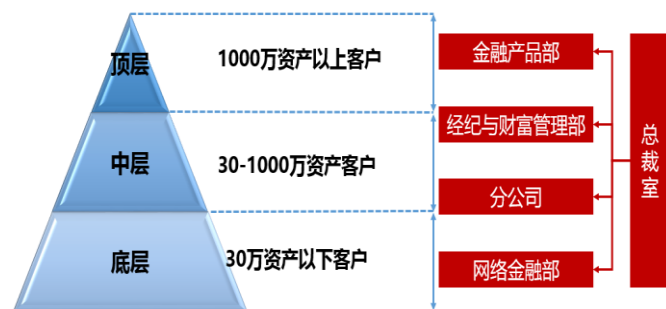 顶层
1000万资产以上客户
金融产品部
经纪与财富管理部
中层
30-1000万资产客户
分公司
底层
30万资产以下客户
网络金融部
总裁室